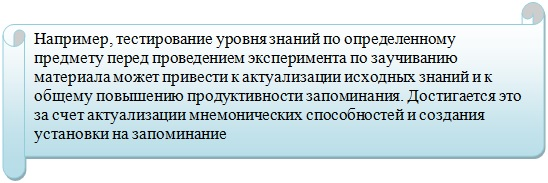 Например, тестирование уровня знаний по определенному
предмету перед проведением эксперимента по заучиванию
материала может привести к актуализации исходных знаний и к
общему повышению продуктивности запоминания. Достигается это
за счет актуализации мнемонических способностей и создания
установки на запоминание